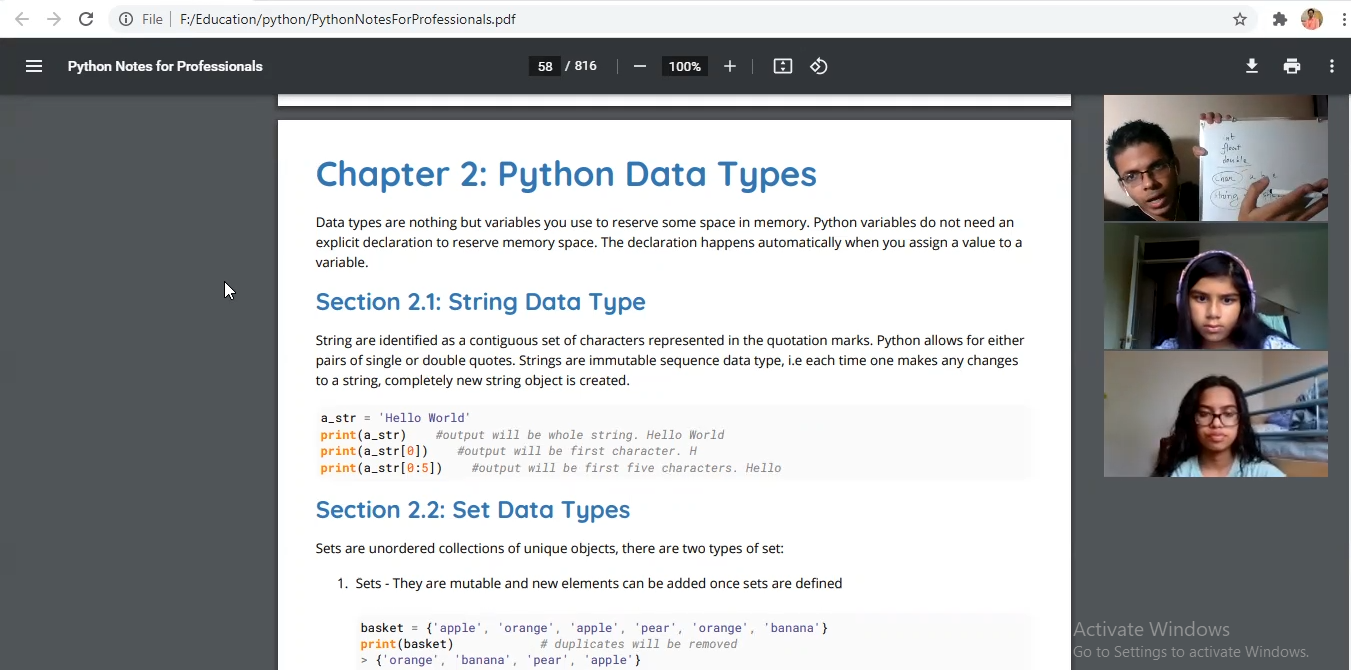 File
F:/Education/python/PythonNotesForProfessionals.pdf
Python Notes for Professionals
58 / 816
100%
Chapter 2: Python Data Types
Data types are nothing but variables you use to reserve some space in memory. Python variables do not need an
explicit declaration to reserve memory space. The declaration happens automatically when you assign a value to a
variable.
Section 2.1: String Data Type
String are identified as a contiguous set of characters represented in the quotation marks. Python allows for either
pairs of single or double quotes. Strings are immutable sequence data type, i.e each time one makes any changes
to a string, completely new string object is created.
a_str = 'Hello World'
print(a_str)    #output will be whole string. Hello World
print(a_str[0])    #output will be first character. H
print(a_str[0:5])    #output will be first five characters. Hello
Section 2.2: Set Data Types
Sets are unordered collections of unique objects, there are two types of set:
1. Sets - They are mutable and new elements can be added once sets are defined
basket = {'apple', 'orange', 'apple', 'pear', 'orange', 'banana'}
print(basket)            # duplicates will be removed
> {'orange', 'banana', 'pear', 'apple'}
int
float
double
char
string
Activate Windows
Go to Settings to activate Windows.